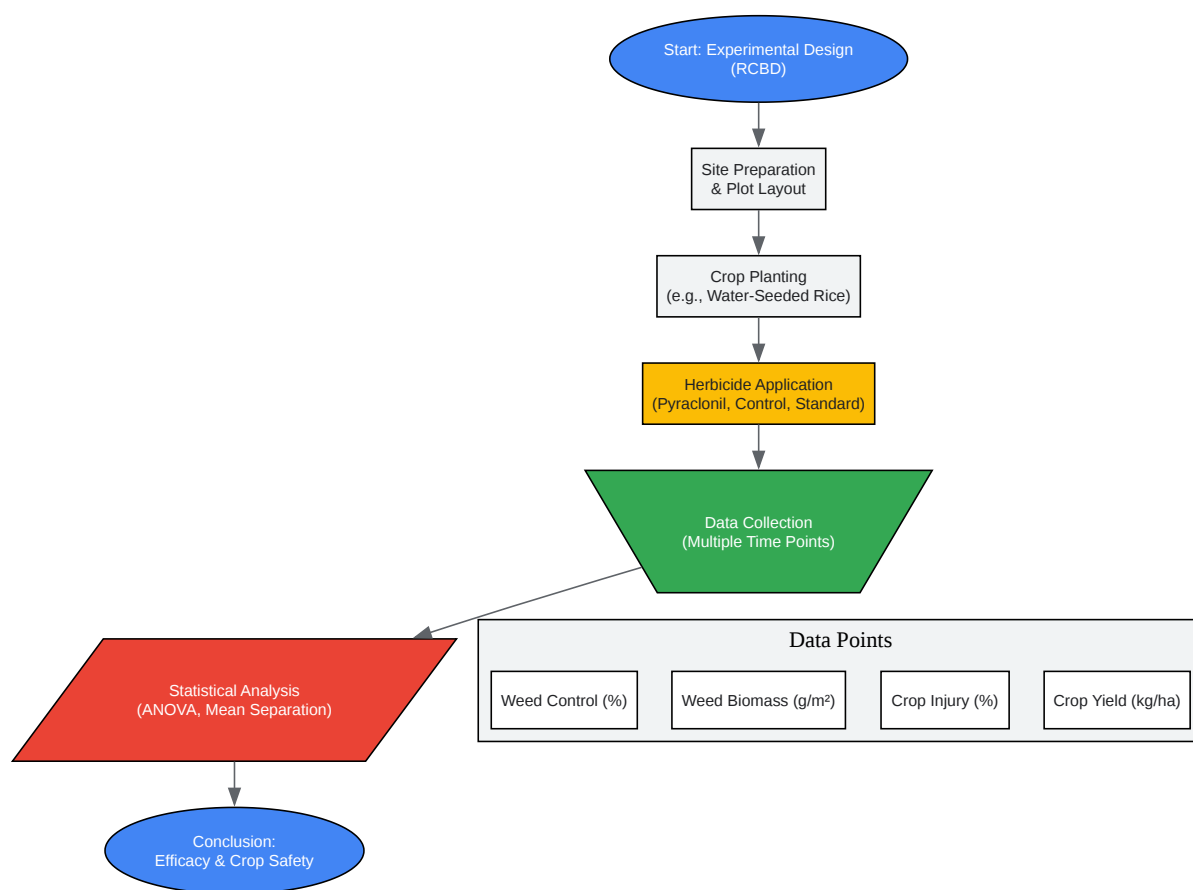 Start: Experimental Design
(RCBD)
Site Preparation
& Plot Layout
Crop Planting
(e.g., Water-Seeded Rice)
Herbicide Application
(Pyraclonil, Control, Standard)
Data Collection
(Multiple Time Points)
Data Points
Weed Control (%)
Weed Biomass (g/m²)
Crop Injury (%)
Crop Yield (kg/ha)
Statistical Analysis
(ANOVA, Mean Separation)
Conclusion:
Efficacy & Crop Safety